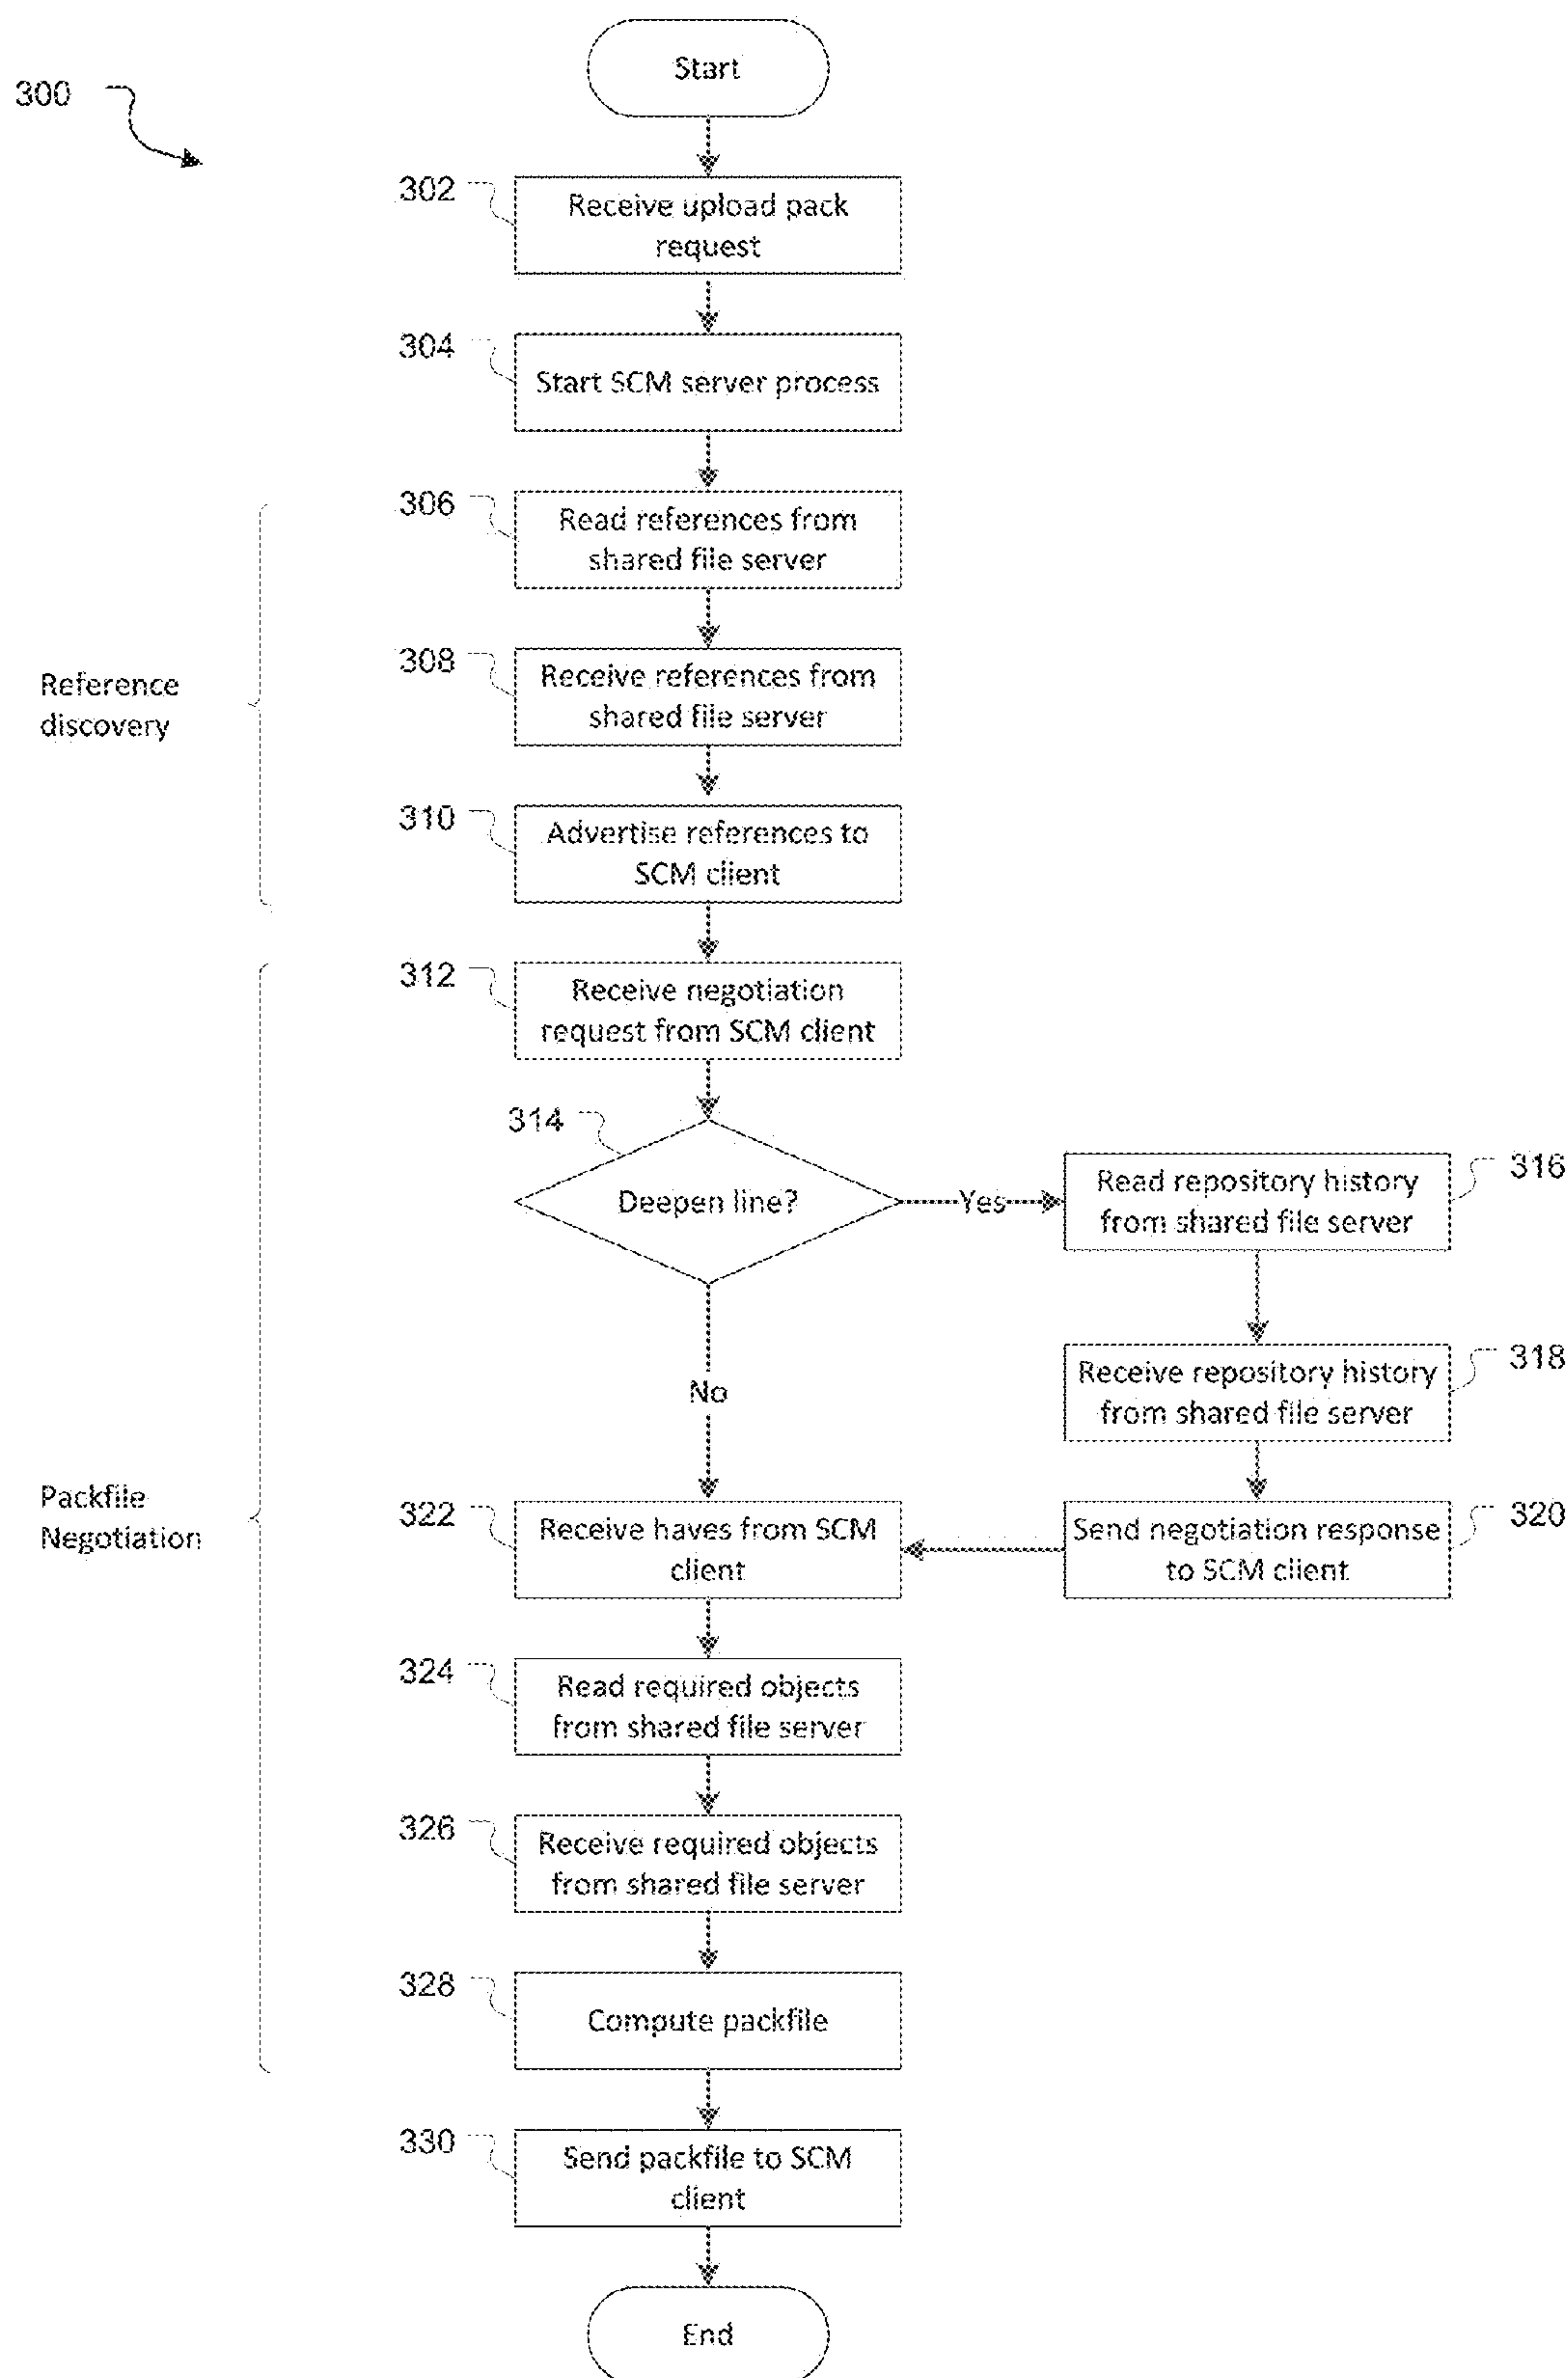 300
Start
302
Receive upload pack
request
304
Start SCM server process
306
Read references from
shared file server
Reference
discovery
308
Receive references from
shared file server
310
Advertise references to
SCM client
312
Receive negotiation
request from SCM client
314
Deepen line?
Yes
316
Read repository history
from shared file server
318
Receive repository history
from shared file server
No
Packfile
Negotiation
322
Receive haves from SCM
client
320
Send negotiation response
to SCM client
324
Read required objects
from shared file server
326
Receive required objects
from shared file server
328
Compute packfile
330
Send packfile to SCM
client
End